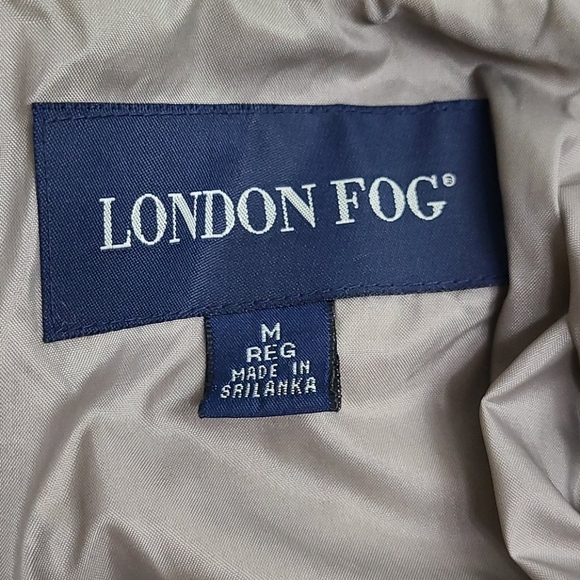 LONDON FOG®
M
REG
MADE IN
SRILANKA